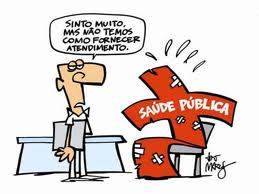 SINTO MUITO,
MAS NÃO TEMOS
COMO FORNECER
ATENDIMENTO.
SAÚDE PÚBLICA